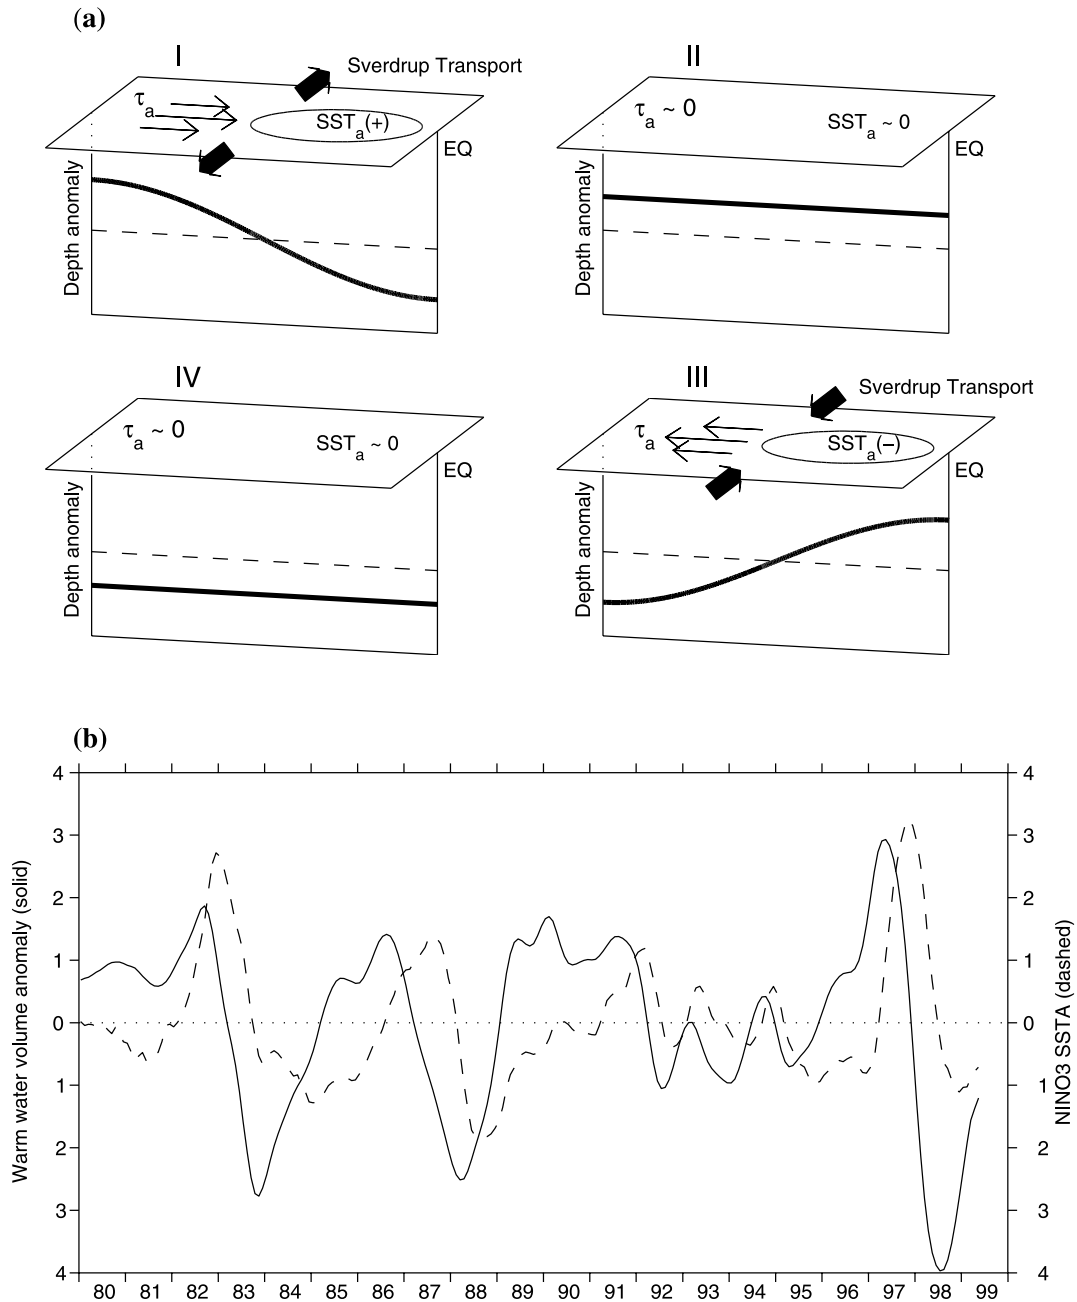 (a)
I
Sverdrup Transport
τa
SSTa(+)
EQ
Depth anomaly
II
τa ~ 0
SSTa ~ 0
EQ
Depth anomaly
IV
τa ~ 0
SSTa ~ 0
EQ
Depth anomaly
III
Sverdrup Transport
τa
SSTa(−)
EQ
Depth anomaly
(b)
Warm water volume anomaly (solid)
4
3
2
1
0
1
2
3
4
80 81 82 83 84 85 86 87 88 89 90 91 92 93 94 95 96 97 98 99
4
3
2
1
0
1
2
3
4
NINO3 SSTA (dashed)